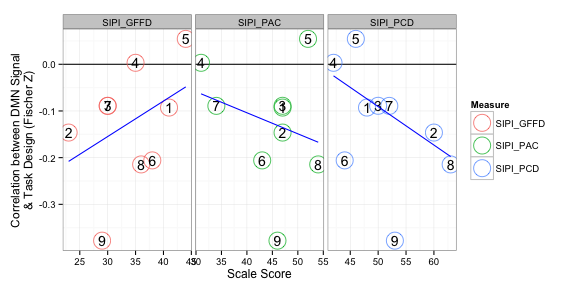 SIPI_GFFD SIPI_PAC SIPI_PCD
Correlation between DMN Signal
& Task Design (Fischer Z)
0.0
-0.1
-0.2
-0.3
5
4
3
7
1
2
8
6
9
5
4
7
3
1
2
6
8
9
5
4
1
3
7
2
6
8
9
25 30 35 40 45
30 35 40 45 50 55
45 50 55 60
Scale Score
Measure
SIPI_GFFD
SIPI_PAC
SIPI_PCD